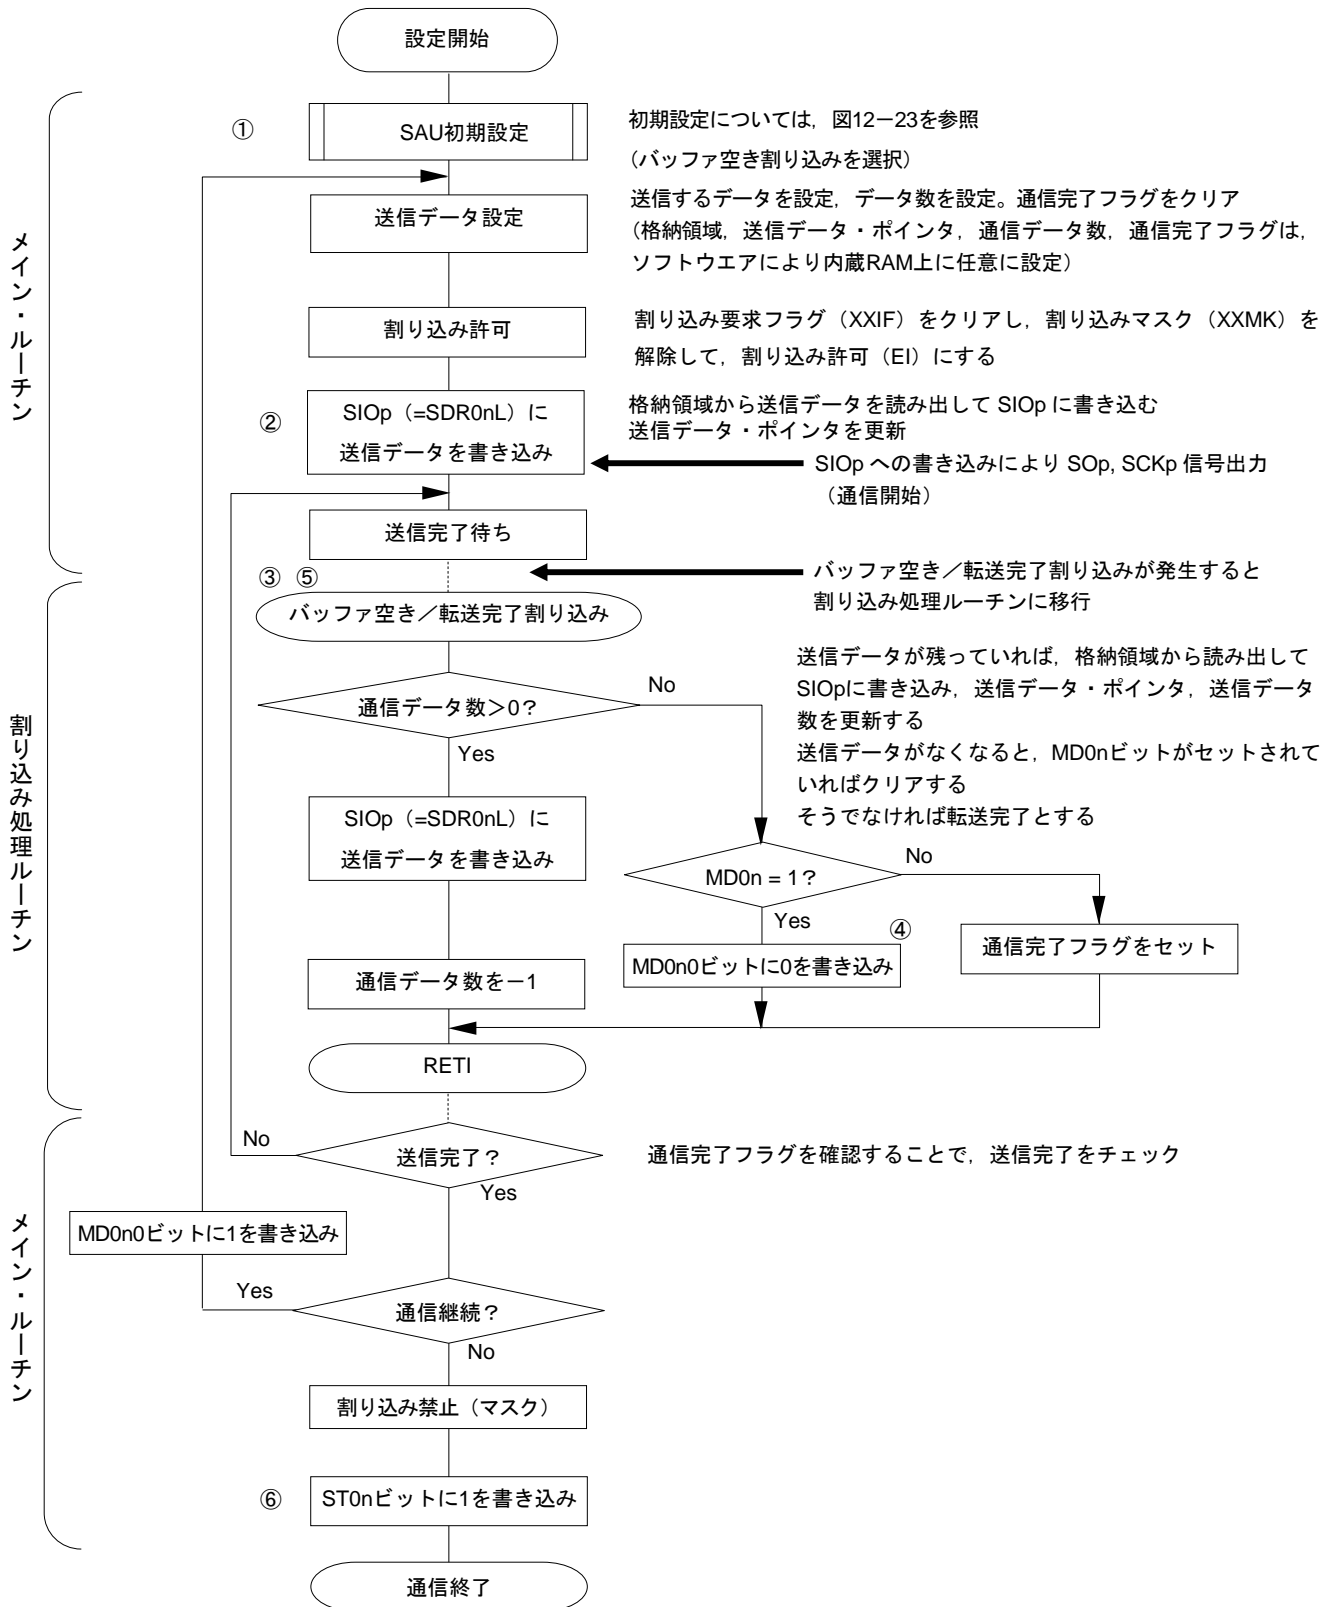 設定開始
①
SAU初期設定
初期設定については，図12－23を参照
（バッファ空き割り込みを選択）
送信データ設定
送信するデータを設定，データ数を設定。通信完了フラグをクリア
（格納領域，送信データ・ポインタ，通信データ数，通信完了フラグは，
ソフトウエアにより内蔵RAM上に任意に設定）
メイン・ルーチン
割り込み許可
割り込み要求フラグ（XXIF）をクリアし，割り込みマスク（XXMK）を
解除して，割り込み許可（EI）にする
②
SIOp（=SDR0nL）に
送信データを書き込み
格納領域から送信データを読み出して SIOp に書き込む
送信データ・ポインタを更新
SIOp への書き込みにより SOp, SCKp 信号出力
（通信開始）
送信完了待ち
③ ⑤
バッファ空き／転送完了割り込みが発生すると
割り込み処理ルーチンに移行
バッファ空き／転送完了割り込み
割り込み処理ルーチン
通信データ数＞0？
No
Yes
送信データが残っていれば，格納領域から読み出して
SIOpに書き込み，送信データ・ポインタ，送信データ
数を更新する
送信データがなくなると，MD0nビットがセットされて
いればクリアする
そうでなければ転送完了とする
SIOp（=SDR0nL）に
送信データを書き込み
MD0n = 1？
No
Yes
④
通信完了フラグをセット
MD0n0ビットに0を書き込み
通信データ数を－1
RETI
送信完了？
No
Yes
通信完了フラグを確認することで，送信完了をチェック
メイン・ルーチン
MD0n0ビットに1を書き込み
Yes
通信継続？
No
割り込み禁止（マスク）
⑥
ST0nビットに1を書き込み
通信終了